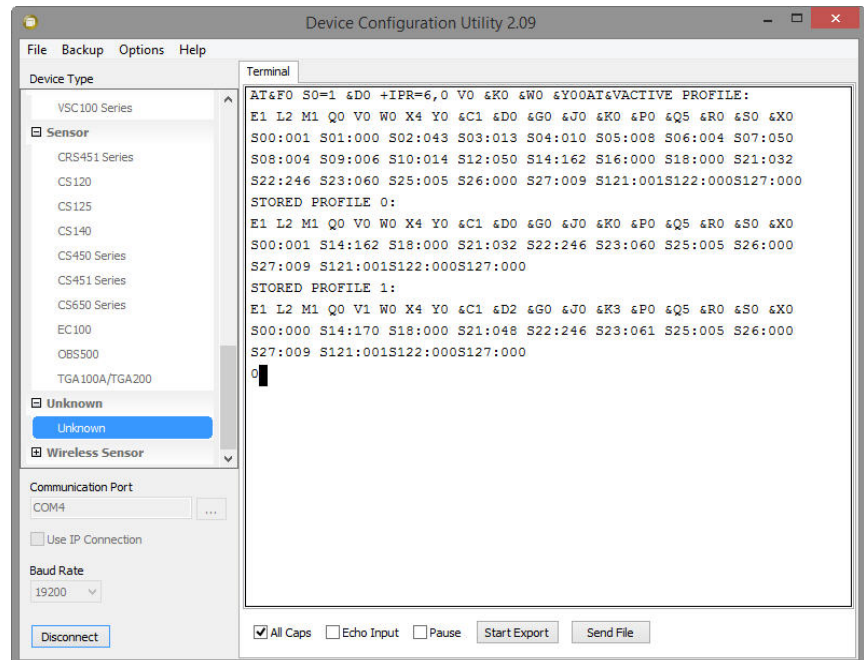 Device Configuration Utility 2.09
File Backup Options Help
Device Type
VSC100 Series
Sensor
CRS451 Series
CS120
CS125
CS140
CS450 Series
CS451 Series
CS650 Series
EC100
OBS500
TGA100A/TGA200
Unknown
Unknown
Wireless Sensor
Communication Port
COM4
...
Use IP Connection
Baud Rate
19200
Disconnect
Terminal
AT&F0 S0=1 &D0 +IPR=6,0 V0 &K0 &W0 &Y00AT&VACTIVE PROFILE:
E1 L2 M1 Q0 V0 W0 X4 Y0 &C1 &D0 &G0 &J0 &K0 &P0 &Q5 &R0 &S0 &X0
S00:001 S01:000 S02:043 S03:013 S04:010 S05:008 S06:004 S07:050
S08:004 S09:006 S10:014 S12:050 S14:162 S16:000 S18:000 S21:032
S22:246 S23:060 S25:005 S26:000 S27:009 S121:001S122:000S127:000
STORED PROFILE 0:
E1 L2 M1 Q0 V0 W0 X4 Y0 &C1 &D0 &G0 &J0 &K0 &P0 &Q5 &R0 &S0 &X0
S00:001 S14:162 S18:000 S21:032 S22:246 S23:060 S25:005 S26:000
S27:009 S121:001S122:000S127:000
STORED PROFILE 1:
E1 L2 M1 Q0 V1 W0 X4 Y0 &C1 &D2 &G0 &J0 &K3 &P0 &Q5 &R0 &S0 &X0
S00:000 S14:170 S18:000 S21:048 S22:246 S23:061 S25:005 S26:000
S27:009 S121:001S122:000S127:000
0
All Caps Echo Input Pause Start Export Send File